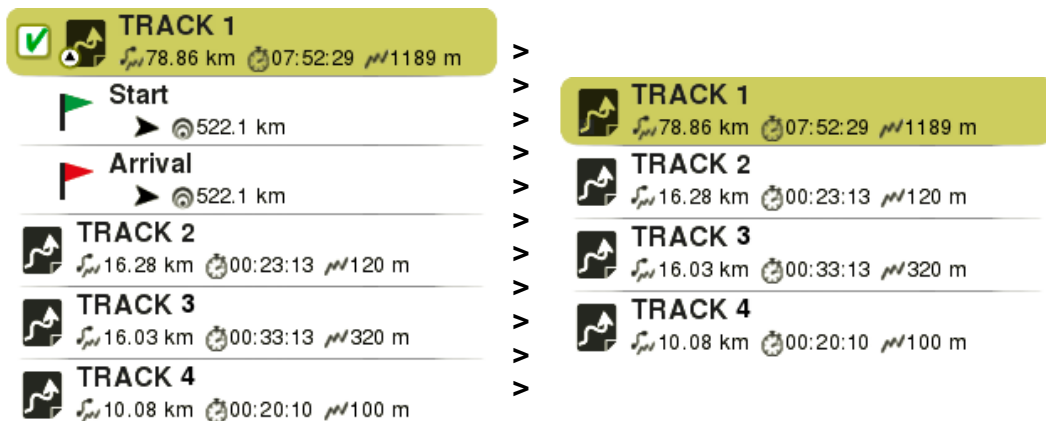 TRACK 1
78.86 km 07:52:29 1189 m
Start
522.1 km
Arrival
522.1 km
TRACK 2
16.28 km 00:23:13 120 m
TRACK 3
16.03 km 00:33:13 320 m
TRACK 4
10.08 km 00:20:10 100 m
>
>
>
>
>
>
>
>
>
>
>
TRACK 1
78.86 km 07:52:29 1189 m
TRACK 2
16.28 km 00:23:13 120 m
TRACK 3
16.03 km 00:33:13 320 m
TRACK 4
10.08 km 00:20:10 100 m